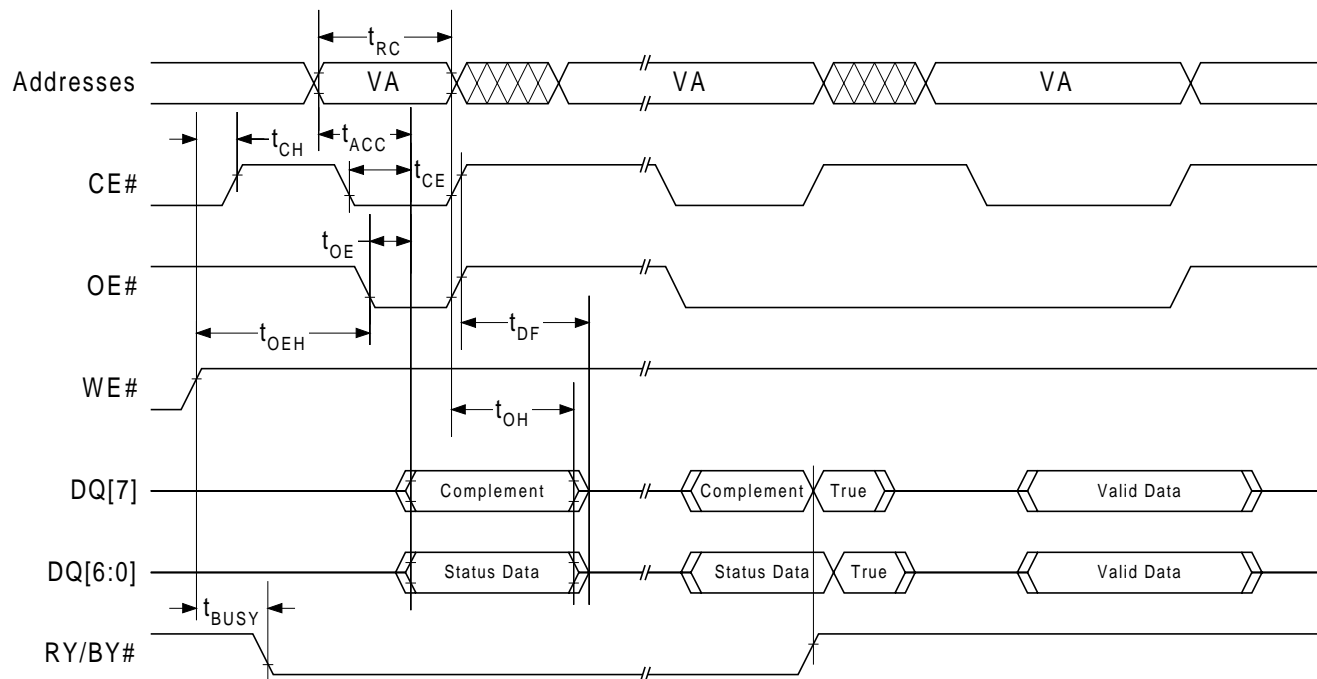 tRC
Addresses VA VA VA
tCH tACC
CE# tCE
tOE
OE#
tOEH tDF
WE#
tOH
DQ[7] Complement Complement True Valid Data
DQ[6:0] Status Data Status Data True Valid Data
tBUSY
RY/BY#